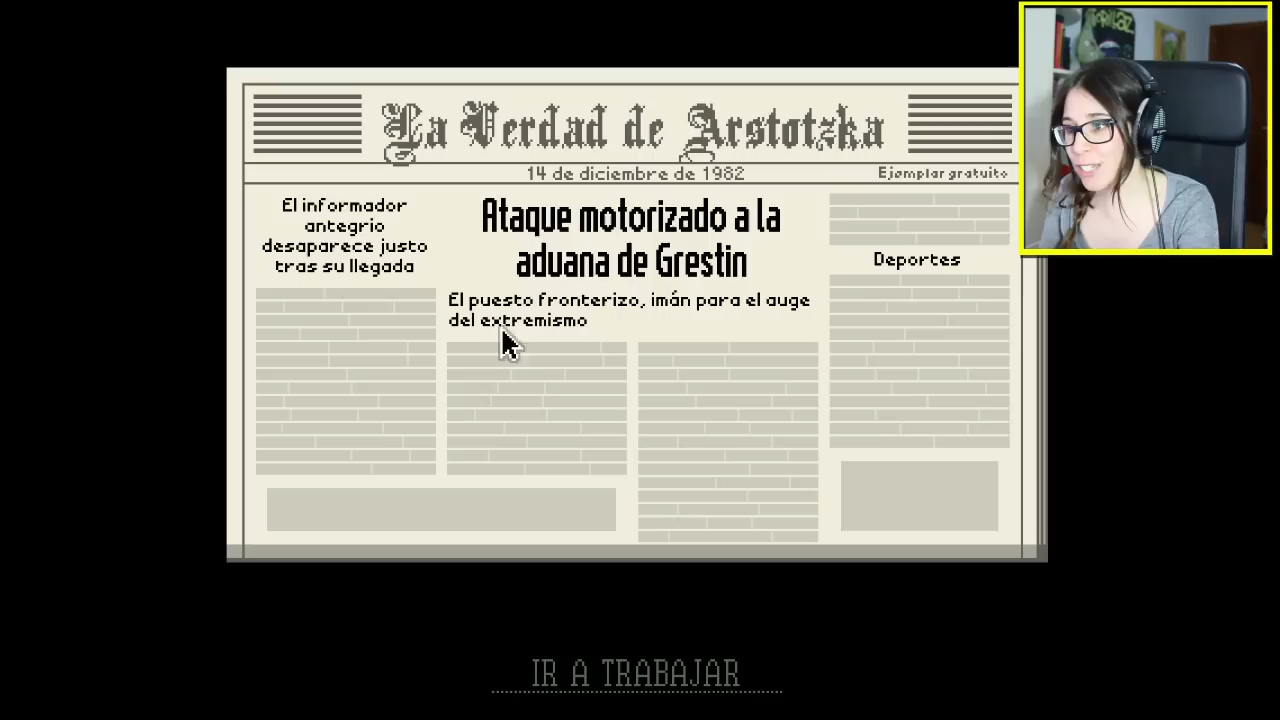 La Verdad de Arstotzka
14 de diciembre de 1982
Ejemplar gratuito
El informador
antegrio
desaparece justo
tras su llegada
Ataque motorizado a la
aduana de Grestin
El puesto fronterizo, imán para el auge
del extremismo
Deportes
IR A TRABAJAR